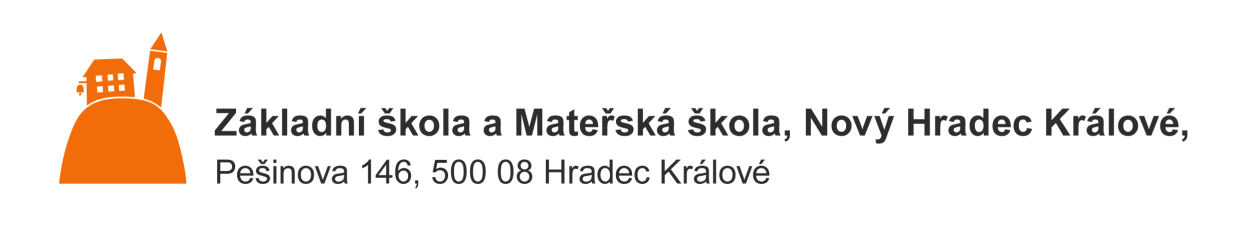 Základní škola a Mateřská škola, Nový Hradec Králové,
Pešinova 146, 500 08 Hradec Králové